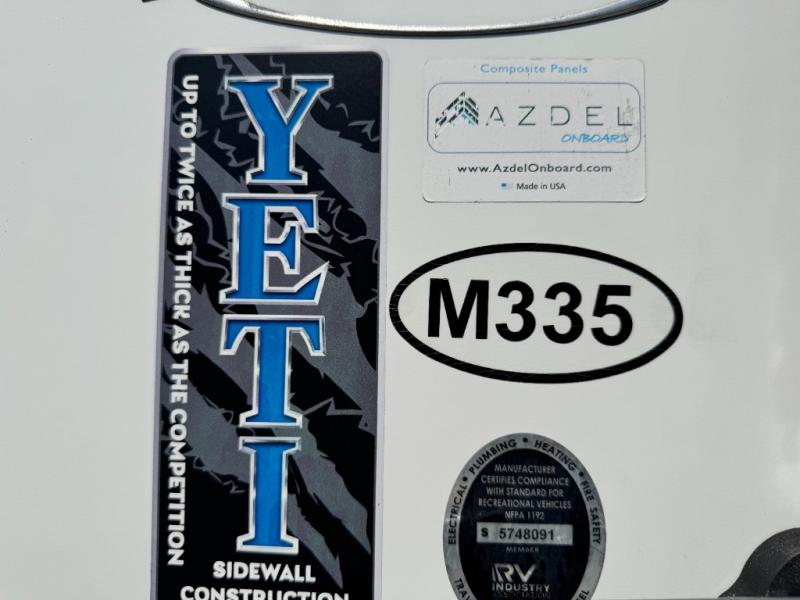 YETI
UP TO TWICE AS THICK AS THE COMPETITION
SIDEWALL
CONSTRUCTION
Composite Panels
AZDEL
ONBOARD
www.AzdelOnboard.com
Made in USA
M335
ELECTRICAL • PLUMBING • HEATING • FIRE SAFETY
MANUFACTURER
CERTIFIES COMPLIANCE
WITH STANDARD FOR
RECREATIONAL VEHICLES
NFPA 1192
S 5748091
MEMBER
RV
INDUSTRY
ASSOCIATION